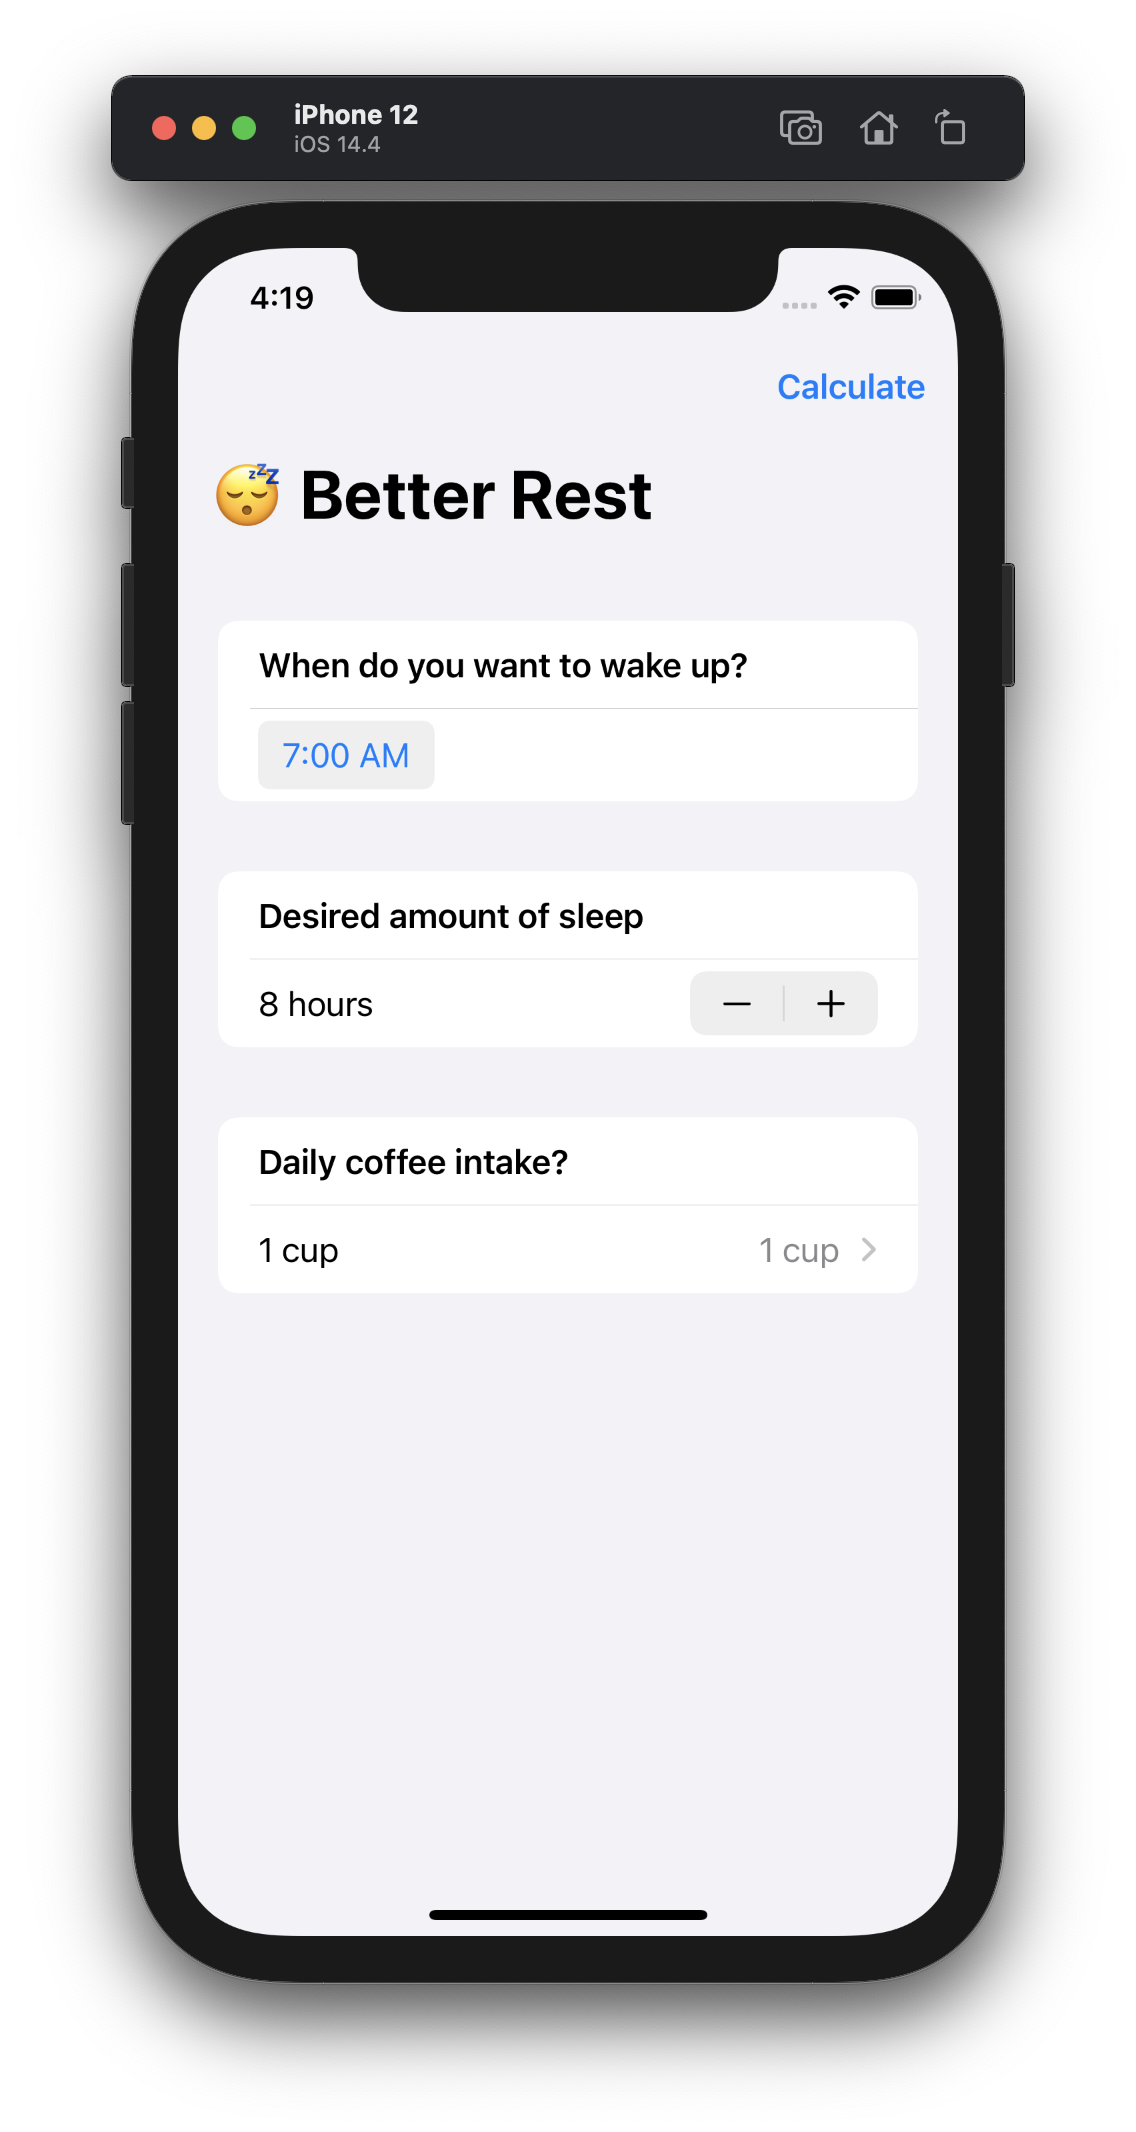 iPhone 12
iOS 14.4
4:19
Calculate
😴 Better Rest
When do you want to wake up?
7:00 AM
Desired amount of sleep
8 hours
Daily coffee intake?
1 cup 1 cup